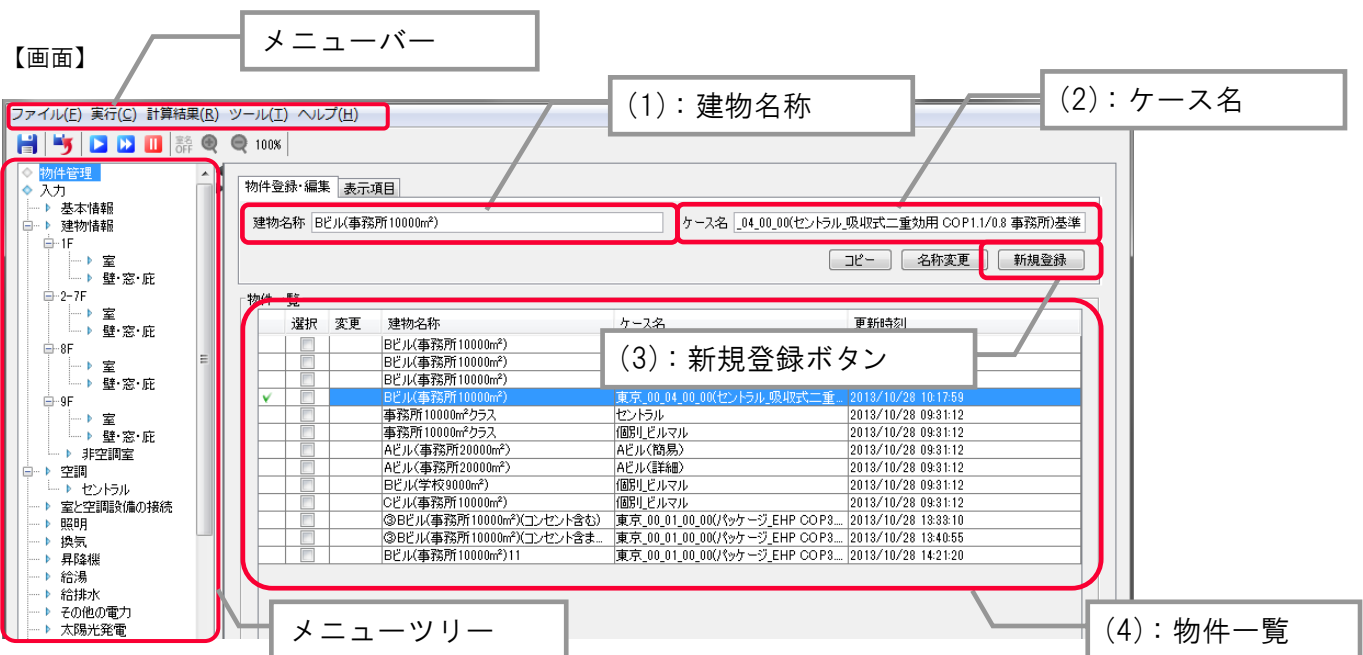 メニューバー
【画面】
(1)：建物名称
(2)：ケース名
ファイル(F) 実行(C) 計算結果(R) ツール(T) ヘルプ(H)
室名 OFF 100%
物件管理
入力
基本情報
建物情報
1F
室
壁・窓・庇
2-7F
室
壁・窓・庇
8F
室
壁・窓・庇
9F
室
壁・窓・庇
非空調室
空調
セントラル
室と空調設備の接続
照明
換気
昇降機
給湯
給排水
その他の電力
太陽光発電
物件登録・編集 表示項目
建物名称 Bビル(事務所10000m²) ケース名 _04_00_00(セントラル_吸収式二重効用 COP1.1/0.8 事務所)基準
コピー 名称変更 新規登録
物件一覧
選択 変更 建物名称 ケース名 更新時刻
(3)：新規登録ボタン
Bビル(事務所10000m²)
Bビル(事務所10000m²)
Bビル(事務所10000m²)
Bビル(事務所10000m²) 東京_00_04_00_00(セントラル_吸収式二重... 2013/10/28 10:17:59
事務所10000m²クラス セントラル 2013/10/28 09:31:12
事務所10000m²クラス 個別_ビルマル 2013/10/28 09:31:12
Aビル(事務所20000m²) Aビル(簡易) 2013/10/28 09:31:12
Aビル(事務所20000m²) Aビル(詳細) 2013/10/28 09:31:12
Bビル(学校9000m²) 個別_ビルマル 2013/10/28 09:31:12
Cビル(事務所10000m²) 個別_ビルマル 2013/10/28 09:31:12
③Bビル(事務所10000m²)(コンセント含む) 東京_00_01_00_00(パッケージ_EHP COP3.... 2013/10/28 13:33:10
③Bビル(事務所10000m²)(コンセント含ま... 東京_00_01_00_00(パッケージ_EHP COP3.... 2013/10/28 13:40:55
Bビル(事務所10000m²)11 東京_00_01_00_00(パッケージ_EHP COP3.... 2013/10/28 14:21:20
メニューツリー
(4)：物件一覧